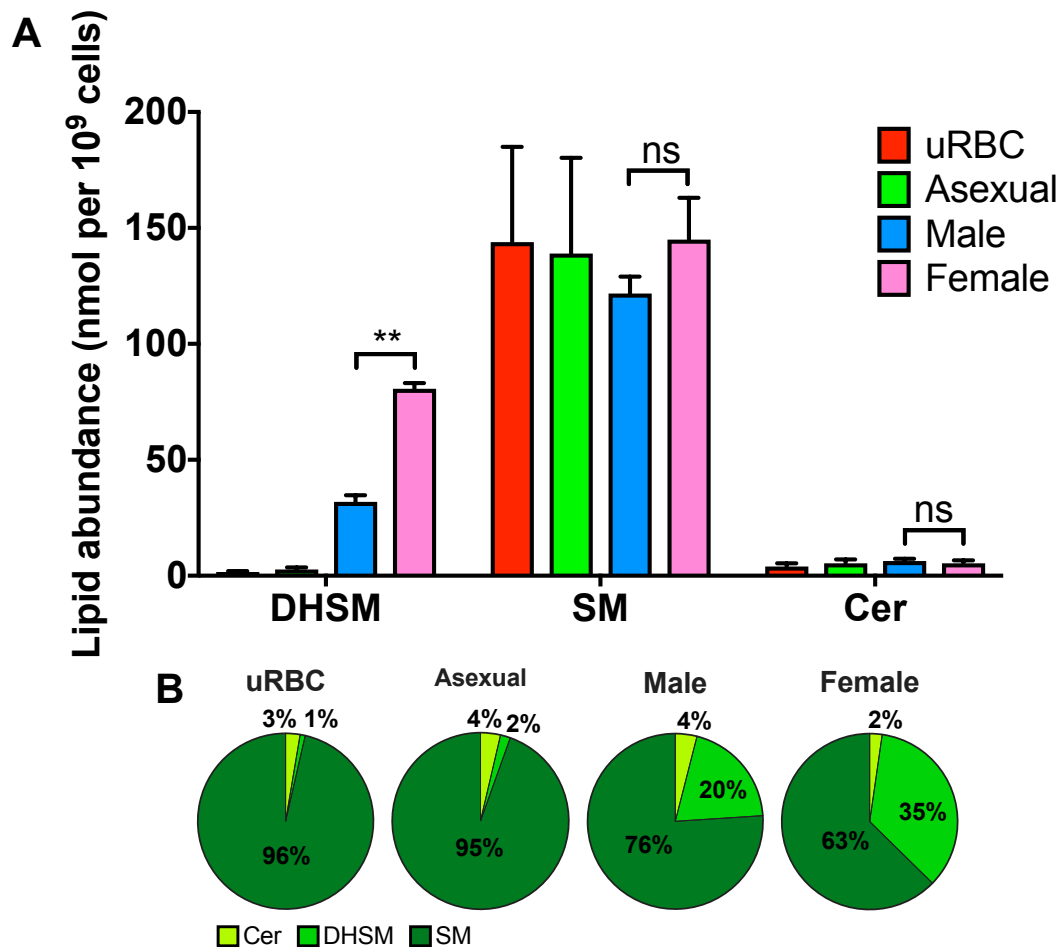 A
Lipid abundance (nmol per 10⁹ cells)
200
150
100
50
0
**
ns
ns
uRBC
Asexual
Male
Female
DHSM
SM
Cer
B
uRBC
Asexual
Male
Female
3% 1%
4% 2%
4%
2%
96%
95%
76%
20%
63%
35%
Cer DHSM SM